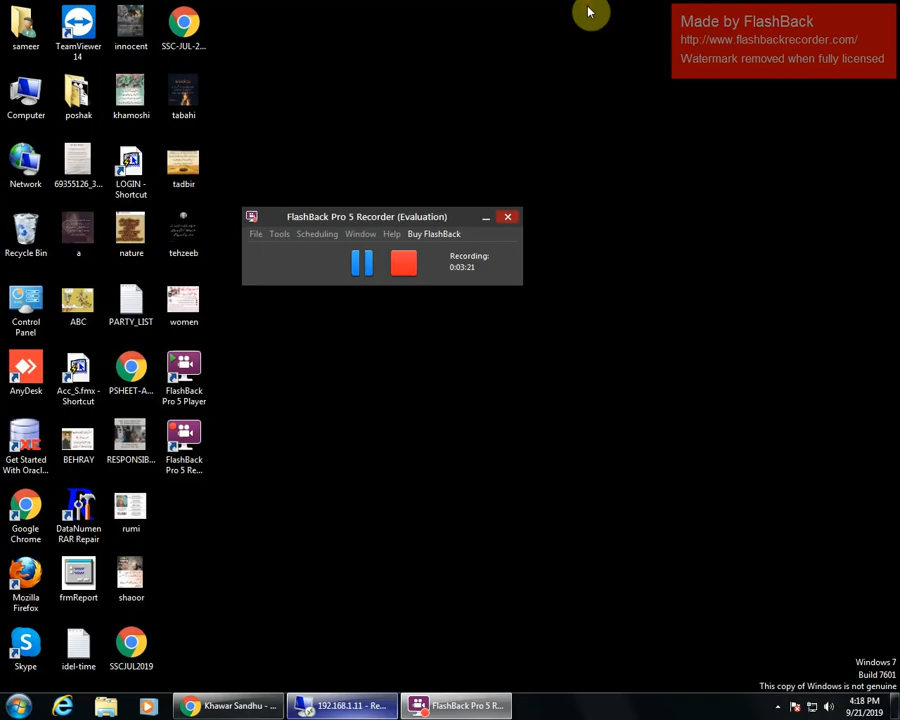 Made by FlashBack
http://www.flashbackrecorder.com/
Watermark removed when fully licensed
sameer
TeamViewer
14
innocent
SSC-JUL-2...
Computer
poshak
khamoshi
tabahi
Network
69355126_3...
LOGIN -
Shortcut
tadbir
Recycle Bin
a
nature
tehzeeb
Control
Panel
ABC
PARTY_LIST
women
AnyDesk
Acc_S.fmx -
Shortcut
PSHEET-A...
FlashBack
Pro 5 Player
Get Started
With Oracl...
BEHRAY
RESPONSIB...
FlashBack
Pro 5 Re...
Google
Chrome
DataNumen
RAR Repair
rumi
Mozilla
Firefox
frmReport
shaoor
Skype
idel-time
SSCJUL2019
FlashBack Pro 5 Recorder (Evaluation)
File Tools Scheduling Window Help Buy FlashBack
Recording:
0:03:21
Windows 7
Build 7601
This copy of Windows is not genuine
Khawar Sandhu - ...
192.168.1.11 - Re...
FlashBack Pro 5 R...
4:18 PM
9/21/2019